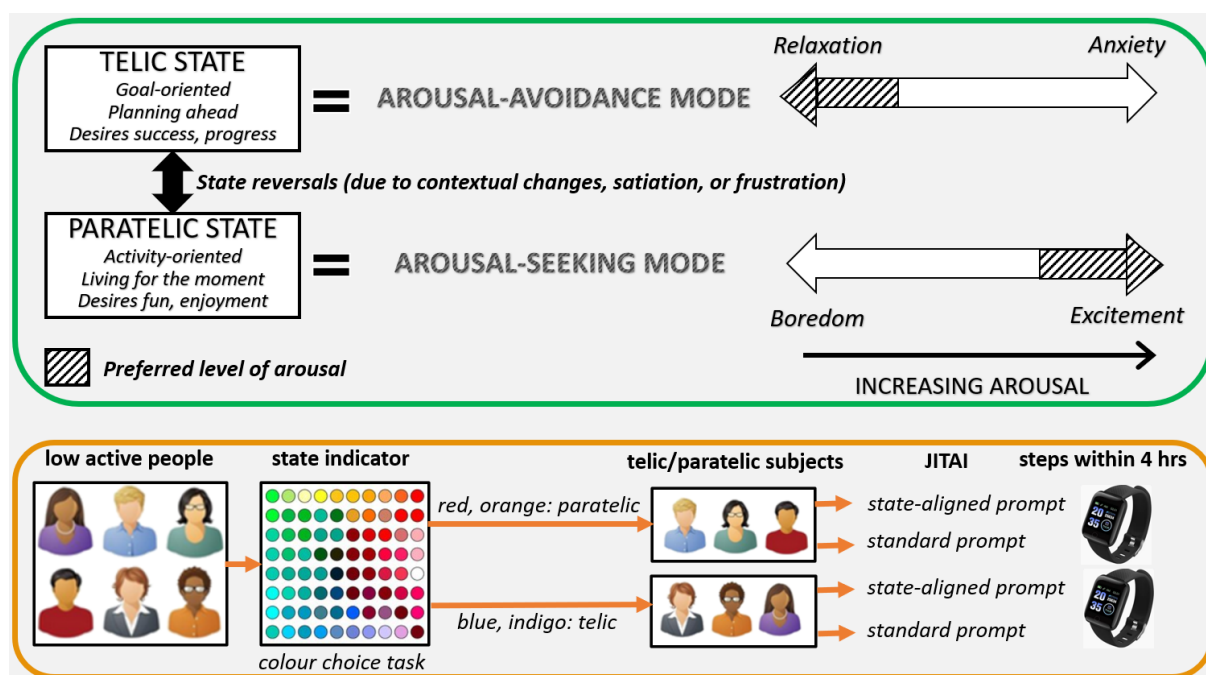 Relaxation
Anxiety
TELIC STATE
Goal-oriented
Planning ahead
Desires success, progress
= AROUSAL-AVOIDANCE MODE
State reversals (due to contextual changes, satiation, or frustration)
PARATELIC STATE
Activity-oriented
Living for the moment
Desires fun, enjoyment
= AROUSAL-SEEKING MODE
Boredom
Excitement
Preferred level of arousal
INCREASING AROUSAL
low active people
state indicator
telic/paratelic subjects
JITAI
steps within 4 hrs
red, orange: paratelic
state-aligned prompt
standard prompt
20
35
blue, indigo: telic
state-aligned prompt
standard prompt
20
35
colour choice task